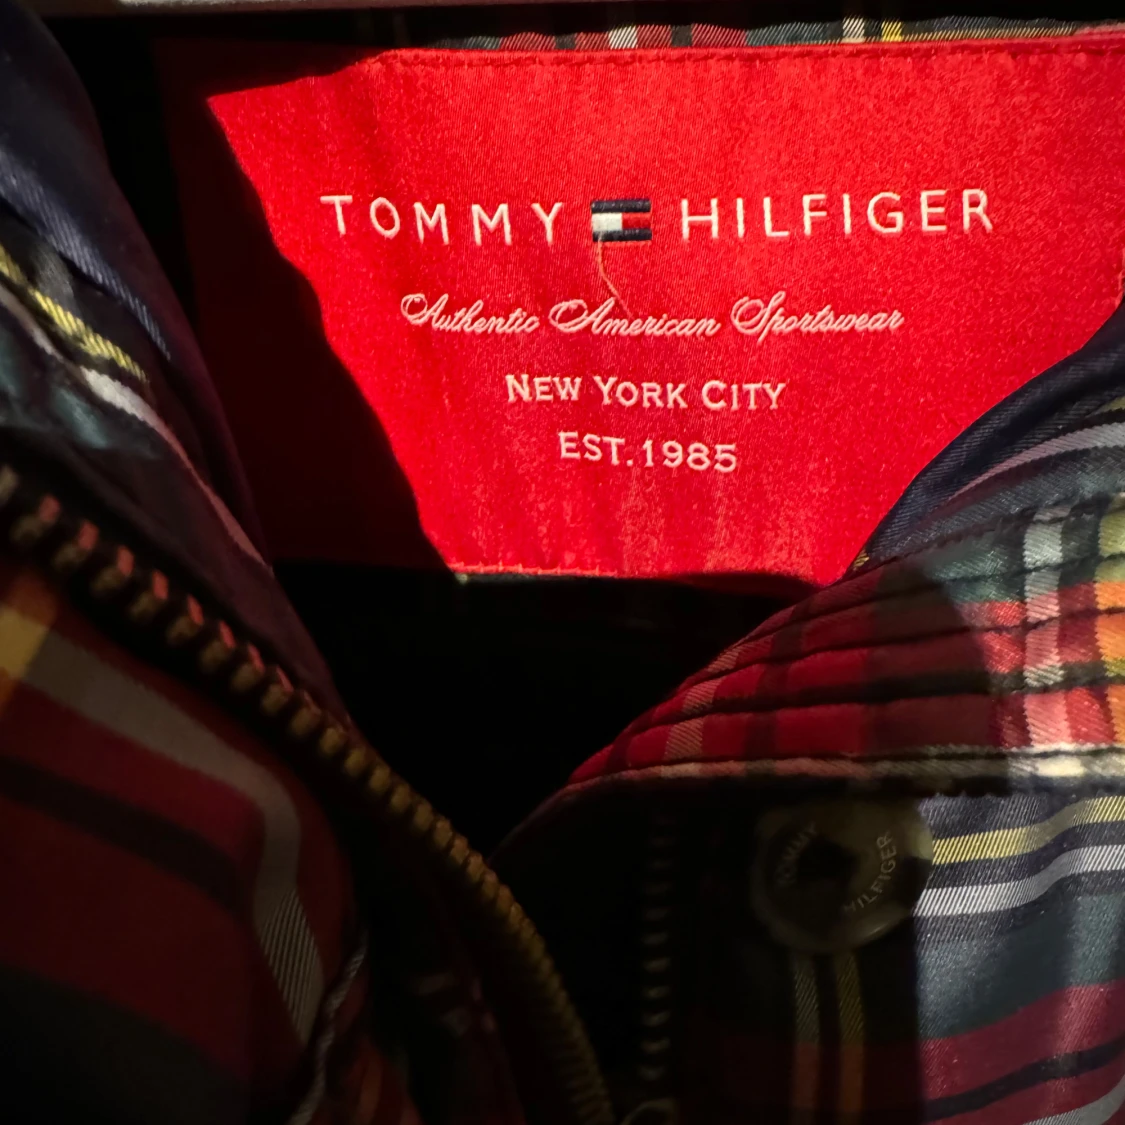 TOMMY HILFIGER
Authentic American Sportswear
NEW YORK CITY
EST.1985
TOMMY
HILFIGER